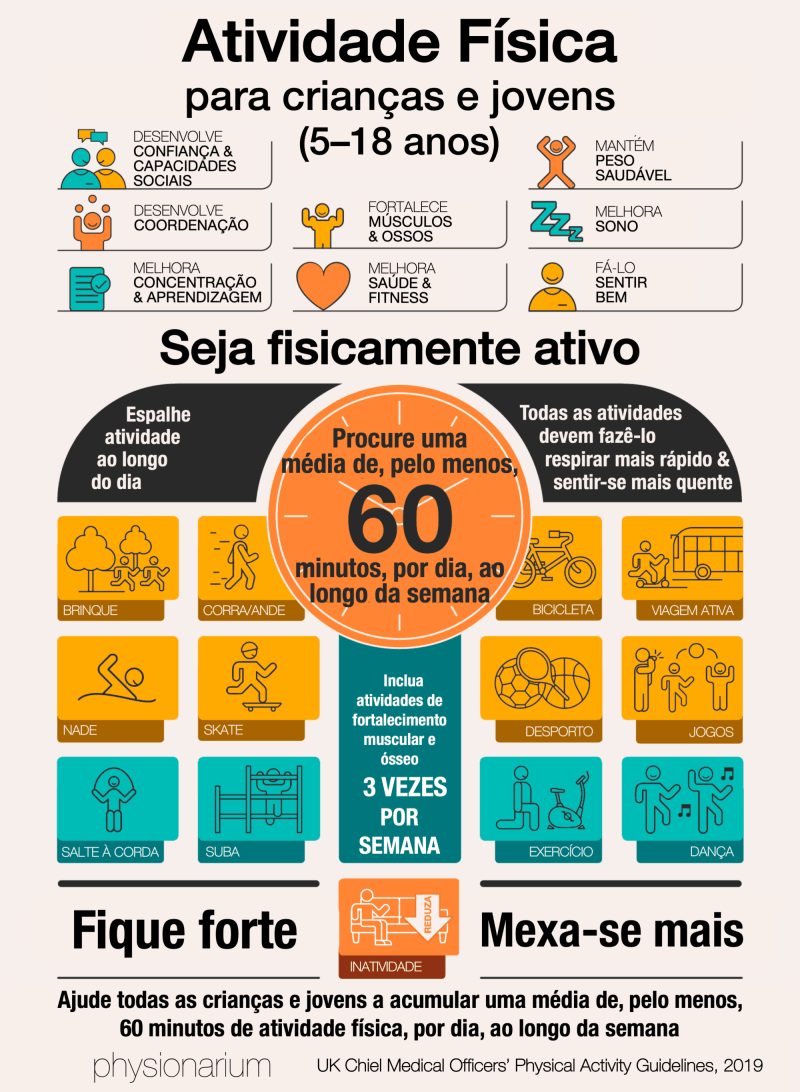 Atividade Física
para crianças e jovens
(5–18 anos)
DESENVOLVE
CONFIANÇA &
CAPACIDADES
SOCIAIS
DESENVOLVE
COORDENAÇÃO
MELHORA
CONCENTRAÇÃO
& APRENDIZAGEM
FORTALECE
MÚSCULOS
& OSSOS
MELHORA
SAÚDE &
FITNESS
MANTÉM
PESO
SAUDÁVEL
MELHORA
SONO
FÁ-LO
SENTIR
BEM
Seja fisicamente ativo
Espalhe
atividade
ao longo
do dia
Procure uma
média de, pelo menos,
60
minutos, por dia, ao
longo da semana
Todas as atividades
devem fazê-lo
respirar mais rápido &
sentir-se mais quente
BRINQUE
CORRA/ANDE
BICICLETA
VIAGEM ATIVA
NADE
SKATE
DESPORTO
JOGOS
SALTE À CORDA
SUBA
EXERCÍCIO
DANÇA
Inclua
atividades de
fortalecimento
muscular e
ósseo
3 VEZES
POR
SEMANA
Fique forte
REDUZA
INATIVIDADE
Mexa-se mais
Ajude todas as crianças e jovens a acumular uma média de, pelo menos,
60 minutos de atividade física, por dia, ao longo da semana
physionarium
UK Chiel Medical Officers’ Physical Activity Guidelines, 2019